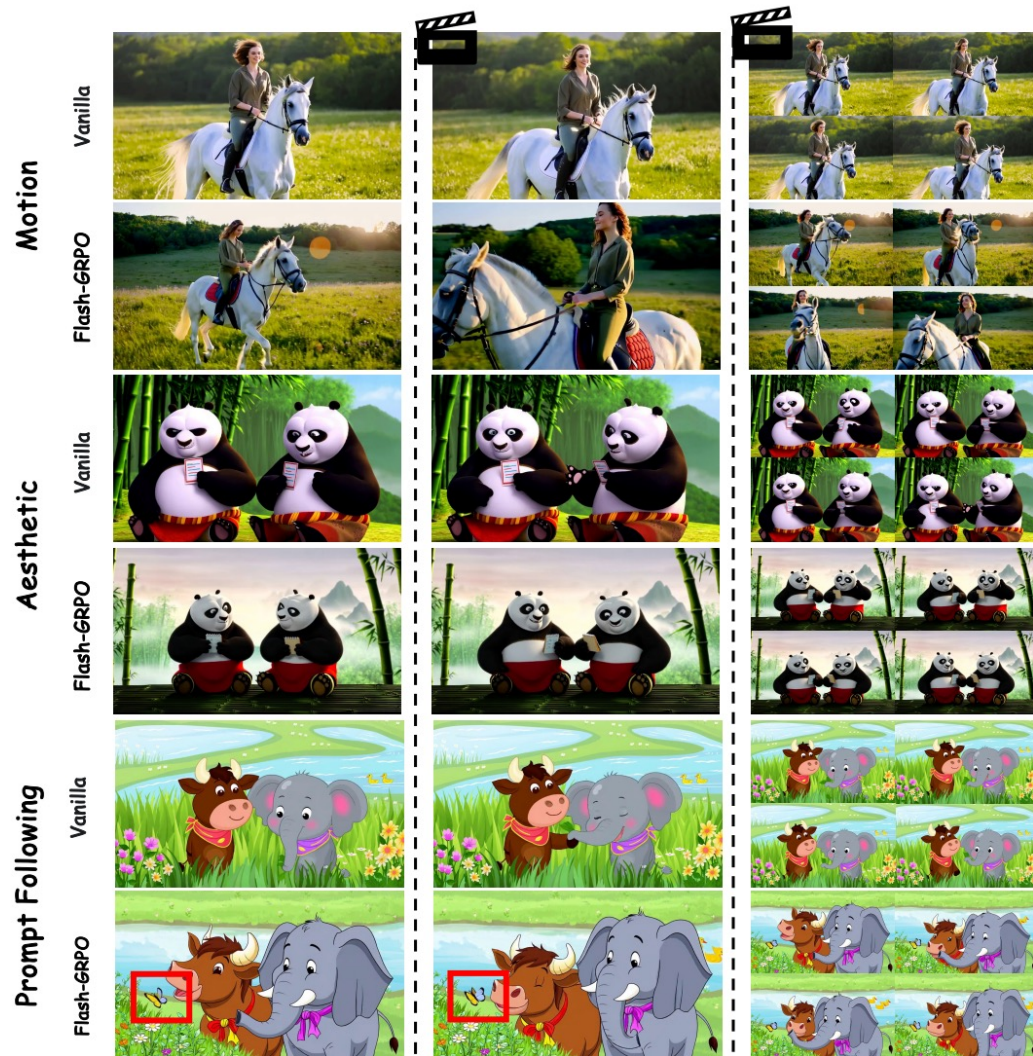 Motion
Vanilla
Flash-GRPO
Aesthetic
Vanilla
Flash-GRPO
Prompt Following
Vanilla
Flash-GRPO